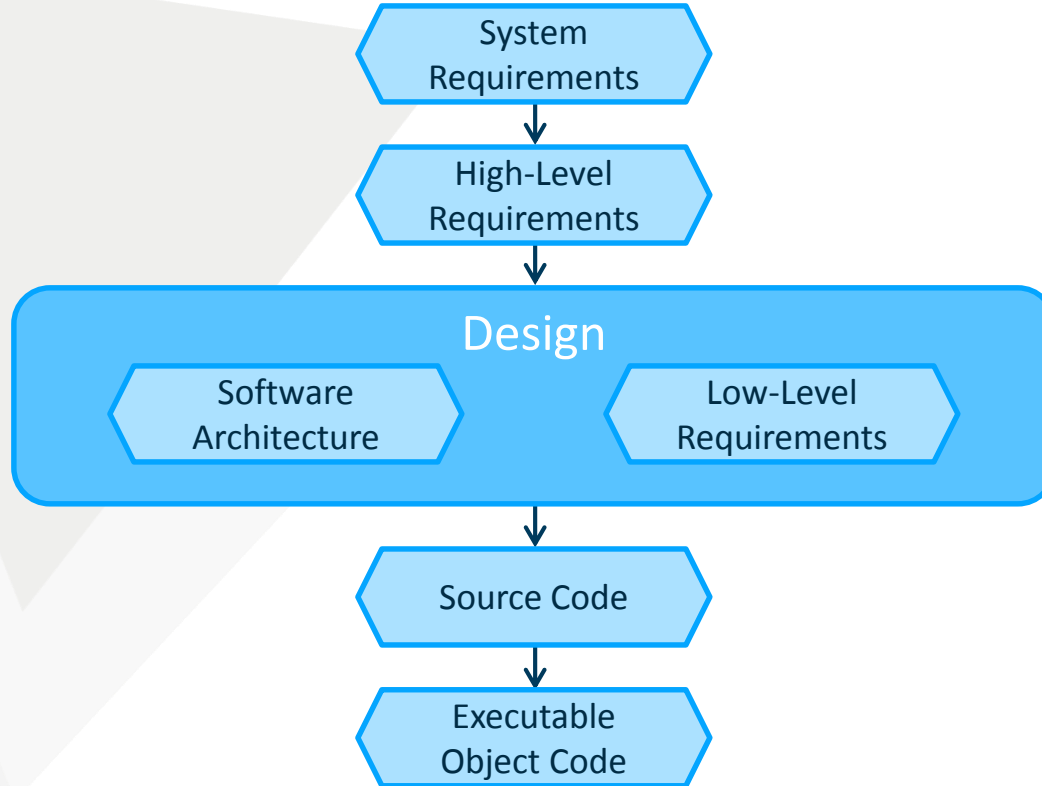 System
Requirements
High-Level
Requirements
Design
Software
Architecture
Low-Level
Requirements
Source Code
Executable
Object Code